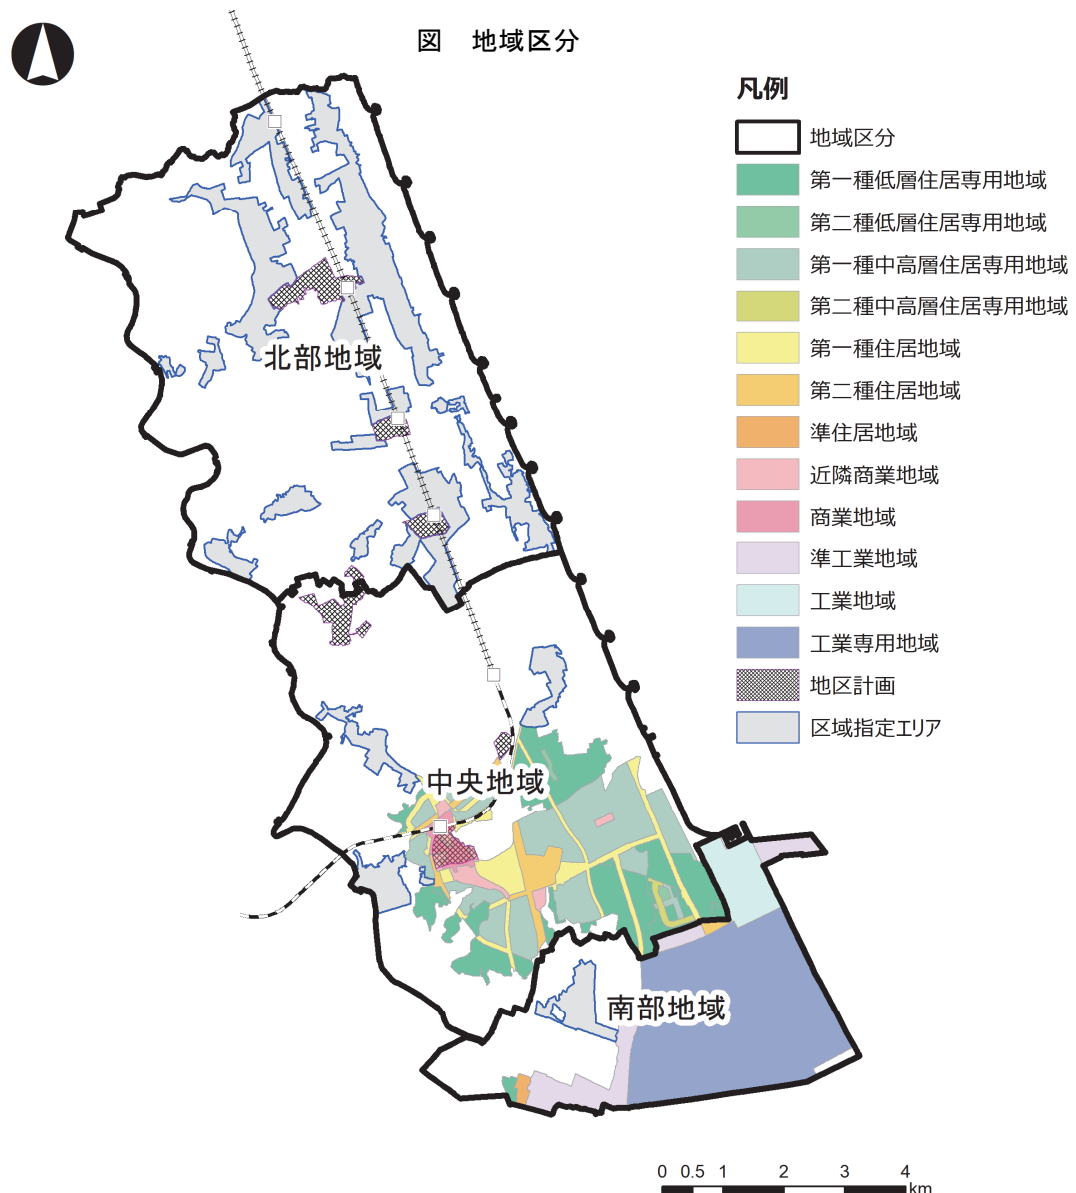 図 地域区分
凡例
地域区分
第一種低層住居専用地域
第二種低層住居専用地域
第一種中高層住居専用地域
第二種中高層住居専用地域
第一種住居地域
第二種住居地域
準住居地域
近隣商業地域
商業地域
準工業地域
工業地域
工業専用地域
地区計画
区域指定エリア
北部地域
中央地域
南部地域
0 0.5 1 2 3 4
km